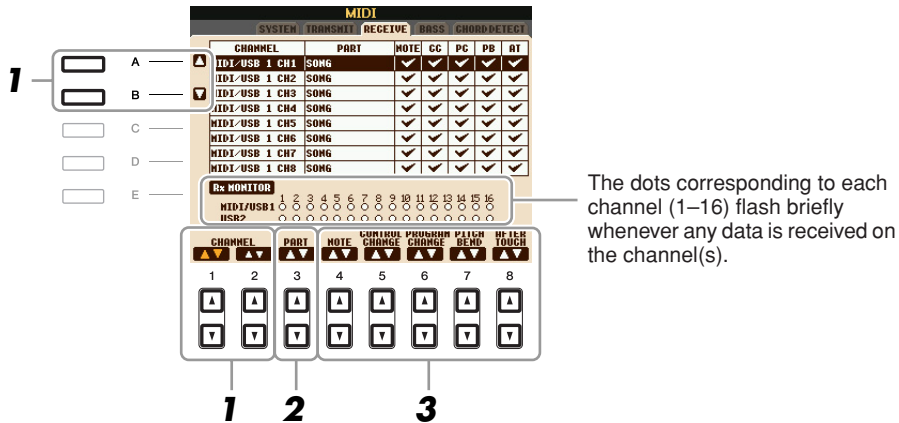 MIDI
SYSTEM TRANSMIT RECEIVE BASS CHORD DETECT
CHANNEL PART NOTE CC PC PB AT
1 A MIDI/USB 1 CH1 SONG
MIDI/USB 1 CH2 SONG
B MIDI/USB 1 CH3 SONG
MIDI/USB 1 CH4 SONG
C MIDI/USB 1 CH5 SONG
MIDI/USB 1 CH6 SONG
D MIDI/USB 1 CH7 SONG
MIDI/USB 1 CH8 SONG
E Rx MONITOR
1 2 3 4 5 6 7 8 9 10 11 12 13 14 15 16
MIDI/USB1
USB2
The dots corresponding to each
channel (1–16) flash briefly
whenever any data is received on
the channel(s).
CHANNEL PART NOTE CONTROL CHANGE PROGRAM CHANGE PITCH BEND AFTER TOUCH
1 2 3 4 5 6 7 8
1 2 3